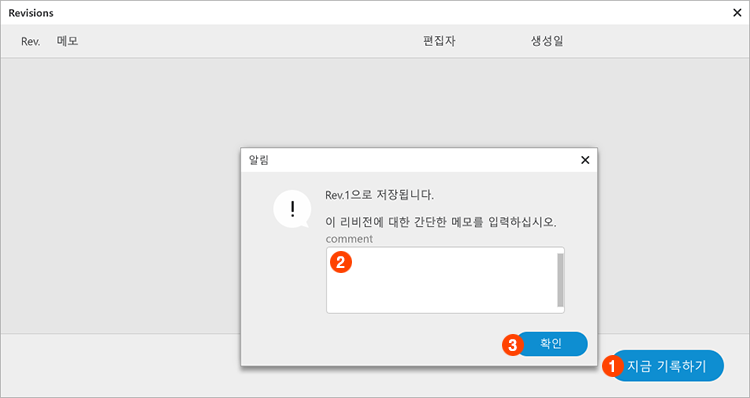 Revisions
Rev. 메모 편집자 생성일
알림
!
Rev.1으로 저장됩니다.
이 리비전에 대한 간단한 메모를 입력하십시오.
comment
2
3 확인
1 지금 기록하기